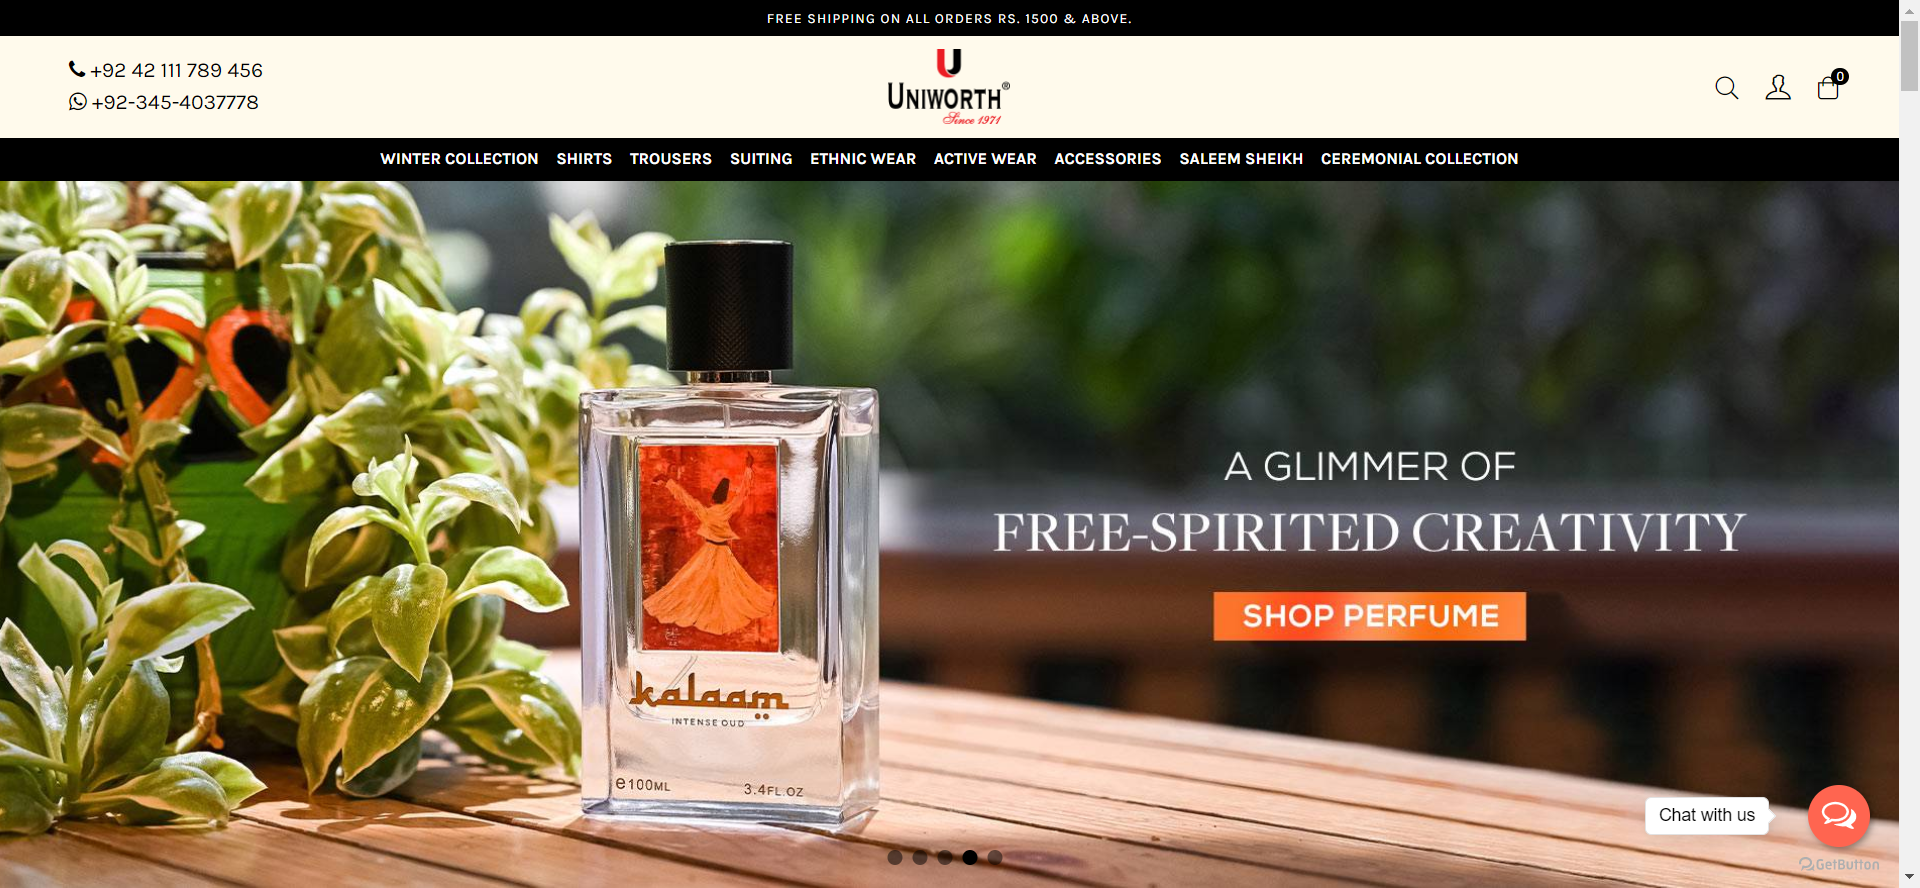 FREE SHIPPING ON ALL ORDERS RS. 1500 & ABOVE.
+92 42 111 789 456
+92-345-4037778
U
UNIWORTH®
Since 1971
0
WINTER COLLECTION SHIRTS TROUSERS SUITING ETHNIC WEAR ACTIVE WEAR ACCESSORIES SALEEM SHEIKH CEREMONIAL COLLECTION
A GLIMMER OF
FREE-SPIRITED CREATIVITY
SHOP PERFUME
kalaam
INTENSE OUD
e100ML 3.4FL.OZ
Chat with us
GetButton